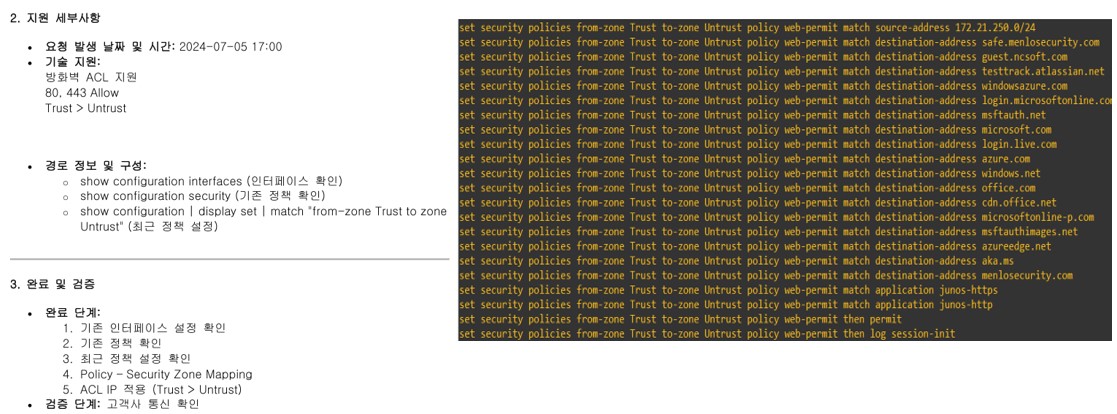 2. 지원 세부사항
• 요청 발생 날짜 및 시간: 2024-07-05 17:00
• 기술 지원:
방화벽 ACL 지원
80, 443 Allow
Trust > Untrust
• 경로 정보 및 구성:
○ show configuration interfaces (인터페이스 확인)
○ show configuration security (기존 정책 확인)
○ show configuration | display set | match "from-zone Trust to zone
Untrust" (최근 정책 설정)
3. 완료 및 검증
• 완료 단계:
1. 기존 인터페이스 설정 확인
2. 기존 정책 확인
3. 최근 정책 설정 확인
4. Policy – Security Zone Mapping
5. ACL IP 적용 (Trust > Untrust)
• 검증 단계: 고객사 통신 확인
set security policies from-zone Trust to-zone Untrust policy web-permit match source-address 172.21.250.0/24
set security policies from-zone Trust to-zone Untrust policy web-permit match destination-address safe.menlosecurity.com
set security policies from-zone Trust to-zone Untrust policy web-permit match destination-address guest.ncsoft.com
set security policies from-zone Trust to-zone Untrust policy web-permit match destination-address testtrack.atlassian.net
set security policies from-zone Trust to-zone Untrust policy web-permit match destination-address windowsazure.com
set security policies from-zone Trust to-zone Untrust policy web-permit match destination-address login.microsoftonline.com
set security policies from-zone Trust to-zone Untrust policy web-permit match destination-address msftauth.net
set security policies from-zone Trust to-zone Untrust policy web-permit match destination-address microsoft.com
set security policies from-zone Trust to-zone Untrust policy web-permit match destination-address login.live.com
set security policies from-zone Trust to-zone Untrust policy web-permit match destination-address azure.com
set security policies from-zone Trust to-zone Untrust policy web-permit match destination-address windows.net
set security policies from-zone Trust to-zone Untrust policy web-permit match destination-address office.com
set security policies from-zone Trust to-zone Untrust policy web-permit match destination-address cdn.office.net
set security policies from-zone Trust to-zone Untrust policy web-permit match destination-address microsoftonline-p.com
set security policies from-zone Trust to-zone Untrust policy web-permit match destination-address msftauthimages.net
set security policies from-zone Trust to-zone Untrust policy web-permit match destination-address azureedge.net
set security policies from-zone Trust to-zone Untrust policy web-permit match destination-address aka.ms
set security policies from-zone Trust to-zone Untrust policy web-permit match destination-address menlosecurity.com
set security policies from-zone Trust to-zone Untrust policy web-permit match application junos-https
set security policies from-zone Trust to-zone Untrust policy web-permit match application junos-http
set security policies from-zone Trust to-zone Untrust policy web-permit then permit
set security policies from-zone Trust to-zone Untrust policy web-permit then log session-init